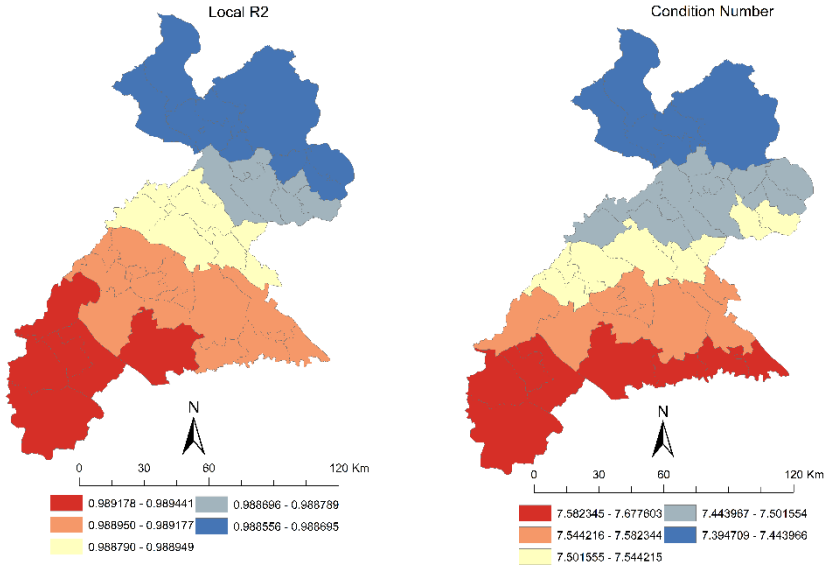 Local R2
N
0 30 60 120 Km
0.989178 - 0.989441
0.988950 - 0.989177
0.988790 - 0.988949
0.988696 - 0.988789
0.988556 - 0.988695
Condition Number
N
0 30 60 120 Km
7.582345 - 7.677603
7.544216 - 7.582344
7.501555 - 7.544215
7.443967 - 7.501554
7.394709 - 7.443966